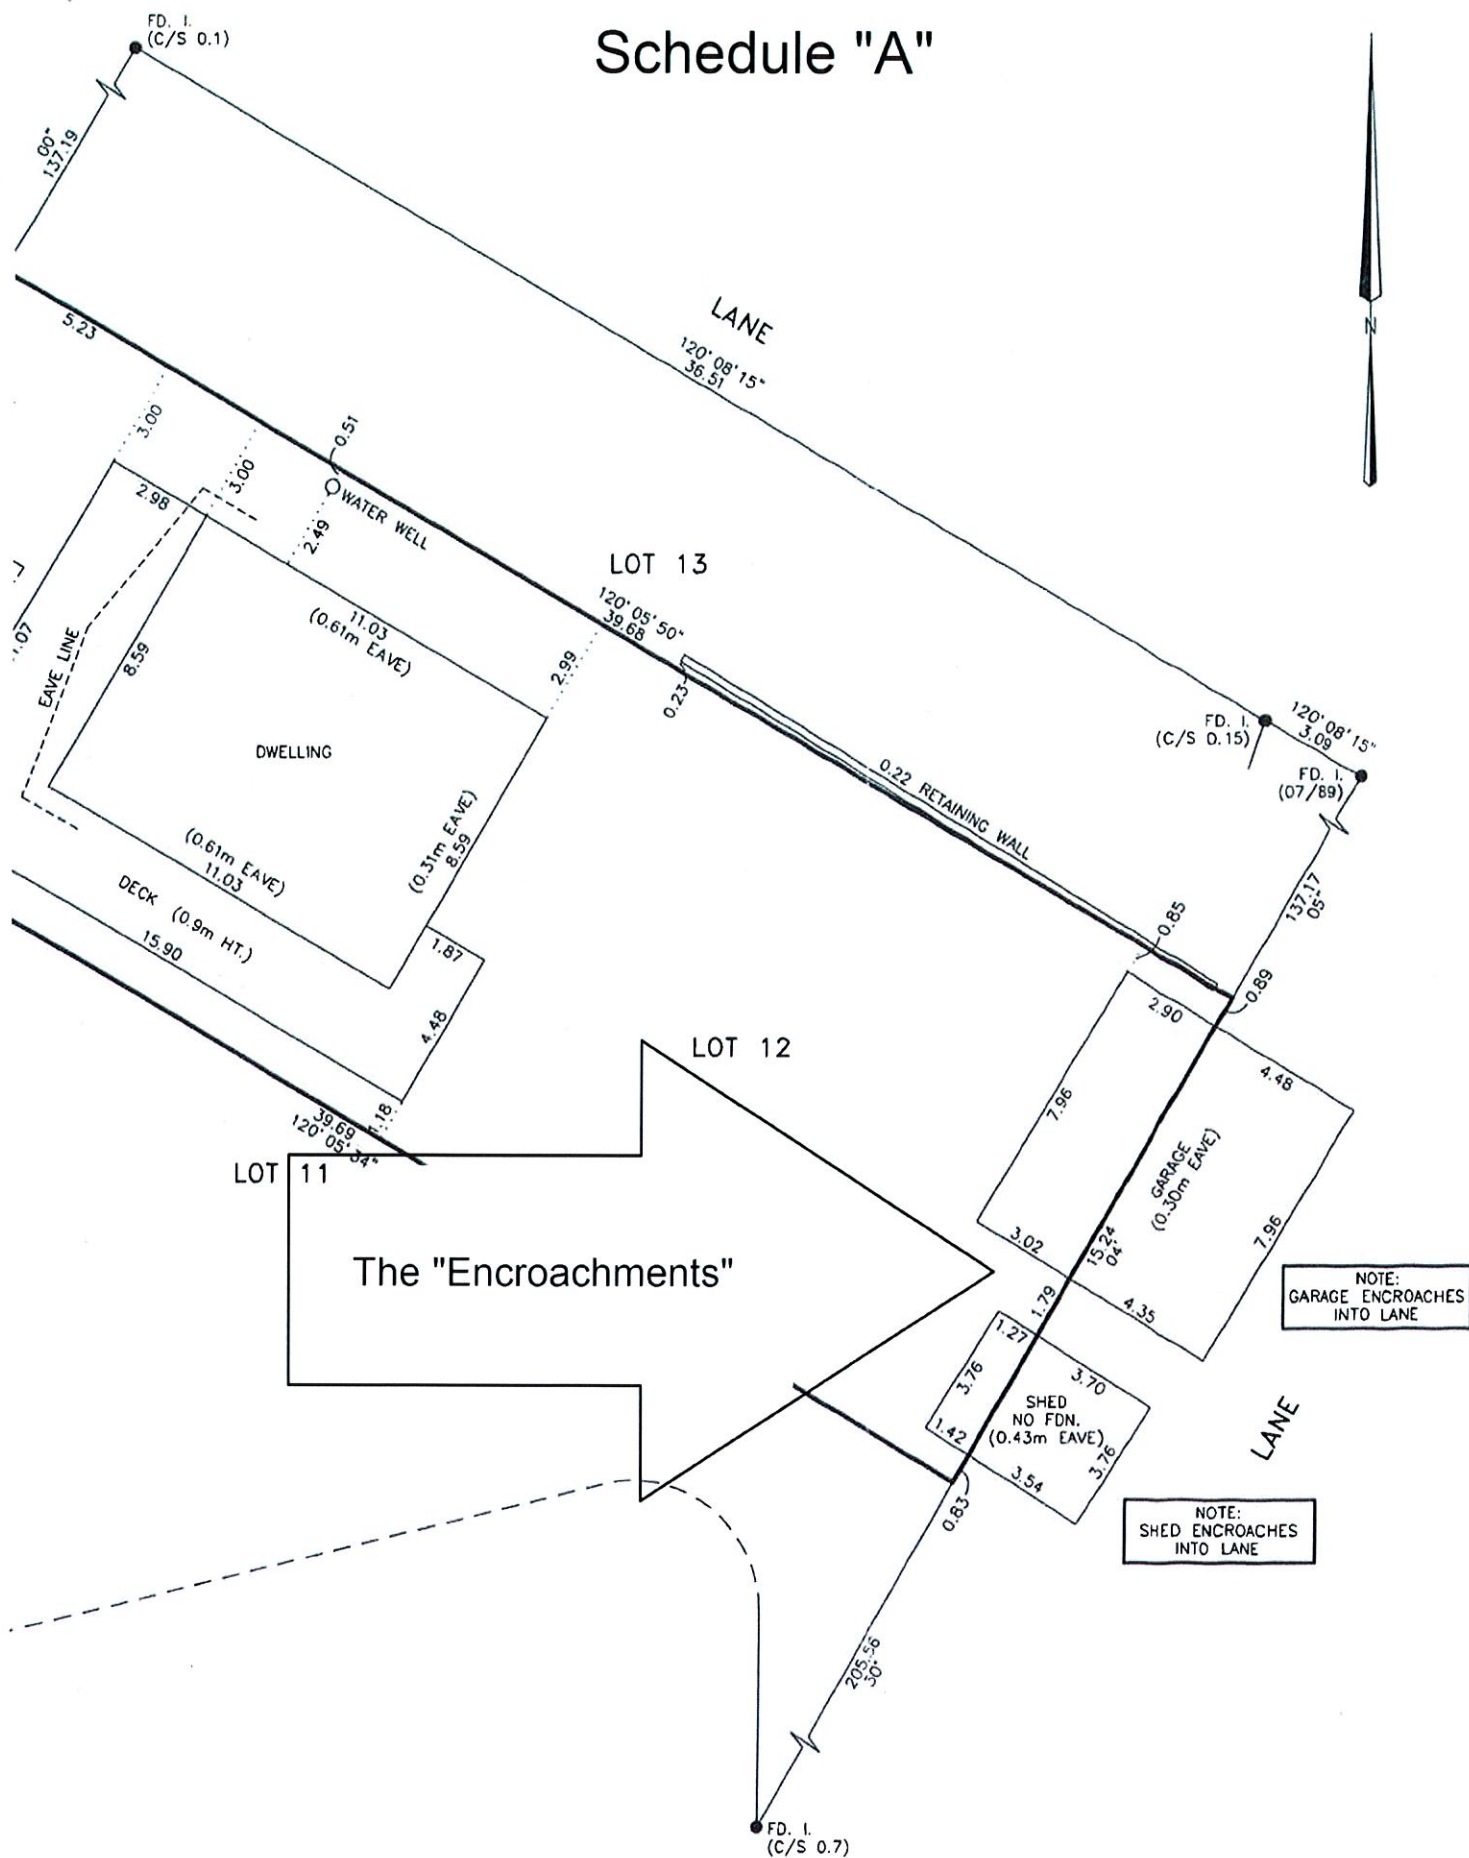 Schedule "A"
FD. I.
(C/S 0.1)
00"
137.19
N
LANE
120°08'15"
36.51
5.23
3.00
3.00
0.51
WATER WELL
2.98
2.49
LOT 13
120°05'50"
39.68
11.03
(0.61m EAVE)
2.99
0.23
EAVE LINE
8.59
DWELLING
FD. I.
(C/S 0.15)
120°08'15"
3.09
FD. I.
(07/89)
0.22 RETAINING WALL
(0.61m EAVE)
11.03
(0.31m EAVE)
8.59
137.17
05"
DECK (0.9m HT.)
15.90
1.87
0.85
0.89
4.48
2.90
4.48
LOT 12
7.96
39.69
120°05'34"
LOT 11
GARAGE
(0.30m EAVE)
3.02
15.24
04'
7.96
The "Encroachments"
1.79
4.35
NOTE:
GARAGE ENCROACHES
INTO LANE
1.27
3.76
3.70
SHED
NO FDN.
(0.43m EAVE)
1.42
3.76
3.54
LANE
0.83
NOTE:
SHED ENCROACHES
INTO LANE
205.56
FD. I.
(C/S 0.7)